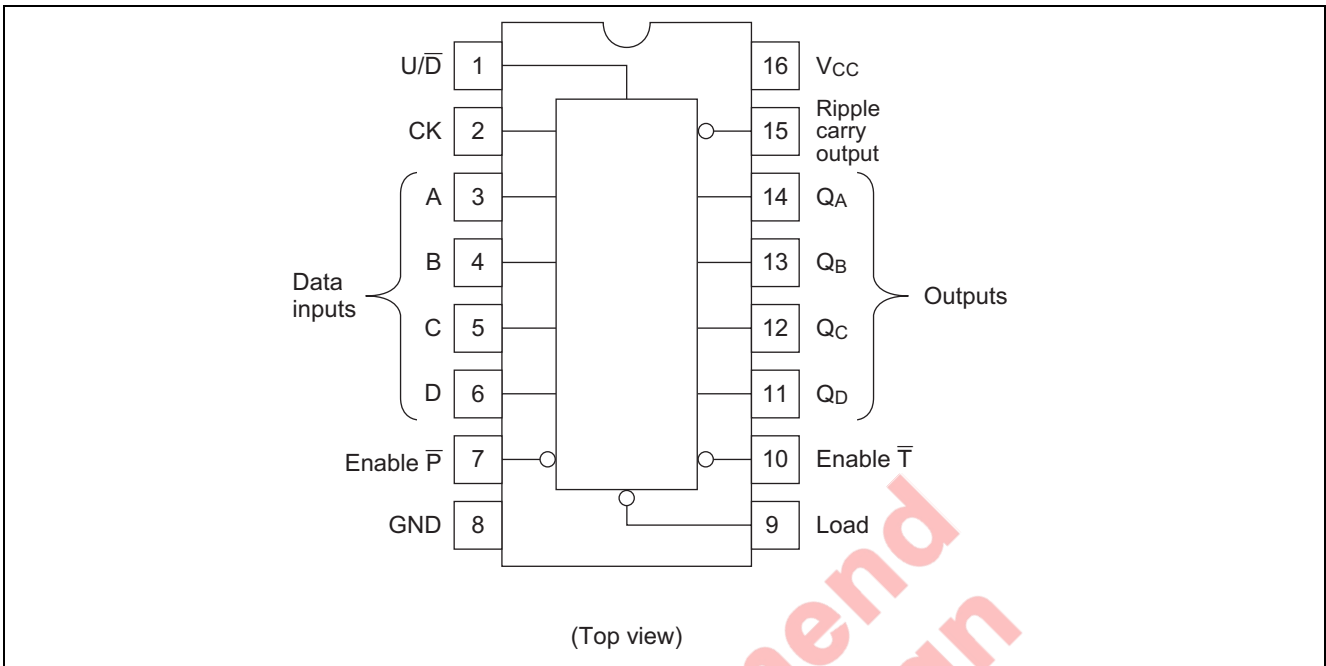 U/D̅ 1
16 VCC
CK 2
15 Ripple
carry
output
A 3
14 QA
B 4
13 QB
Data
inputs
Outputs
C 5
12 QC
D 6
11 QD
Enable P̅ 7
10 Enable T̅
GND 8
9 Load
(Top view)